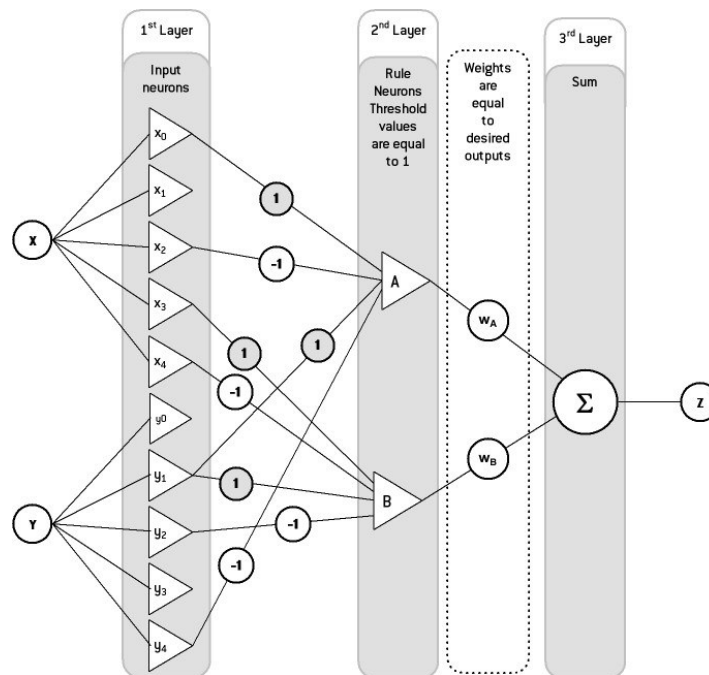 1st Layer
2nd Layer
3rd Layer
Input
neurons
Rule
Neurons
Threshold
values
are equal
to 1
Weights
are
equal
to
desired
outputs
Sum
x0
x1
x2
x3
x4
y0
y1
y2
y3
y4
X
Y
1
-1
1
1
-1
1
-1
-1
A
B
wA
wB
Σ
Z